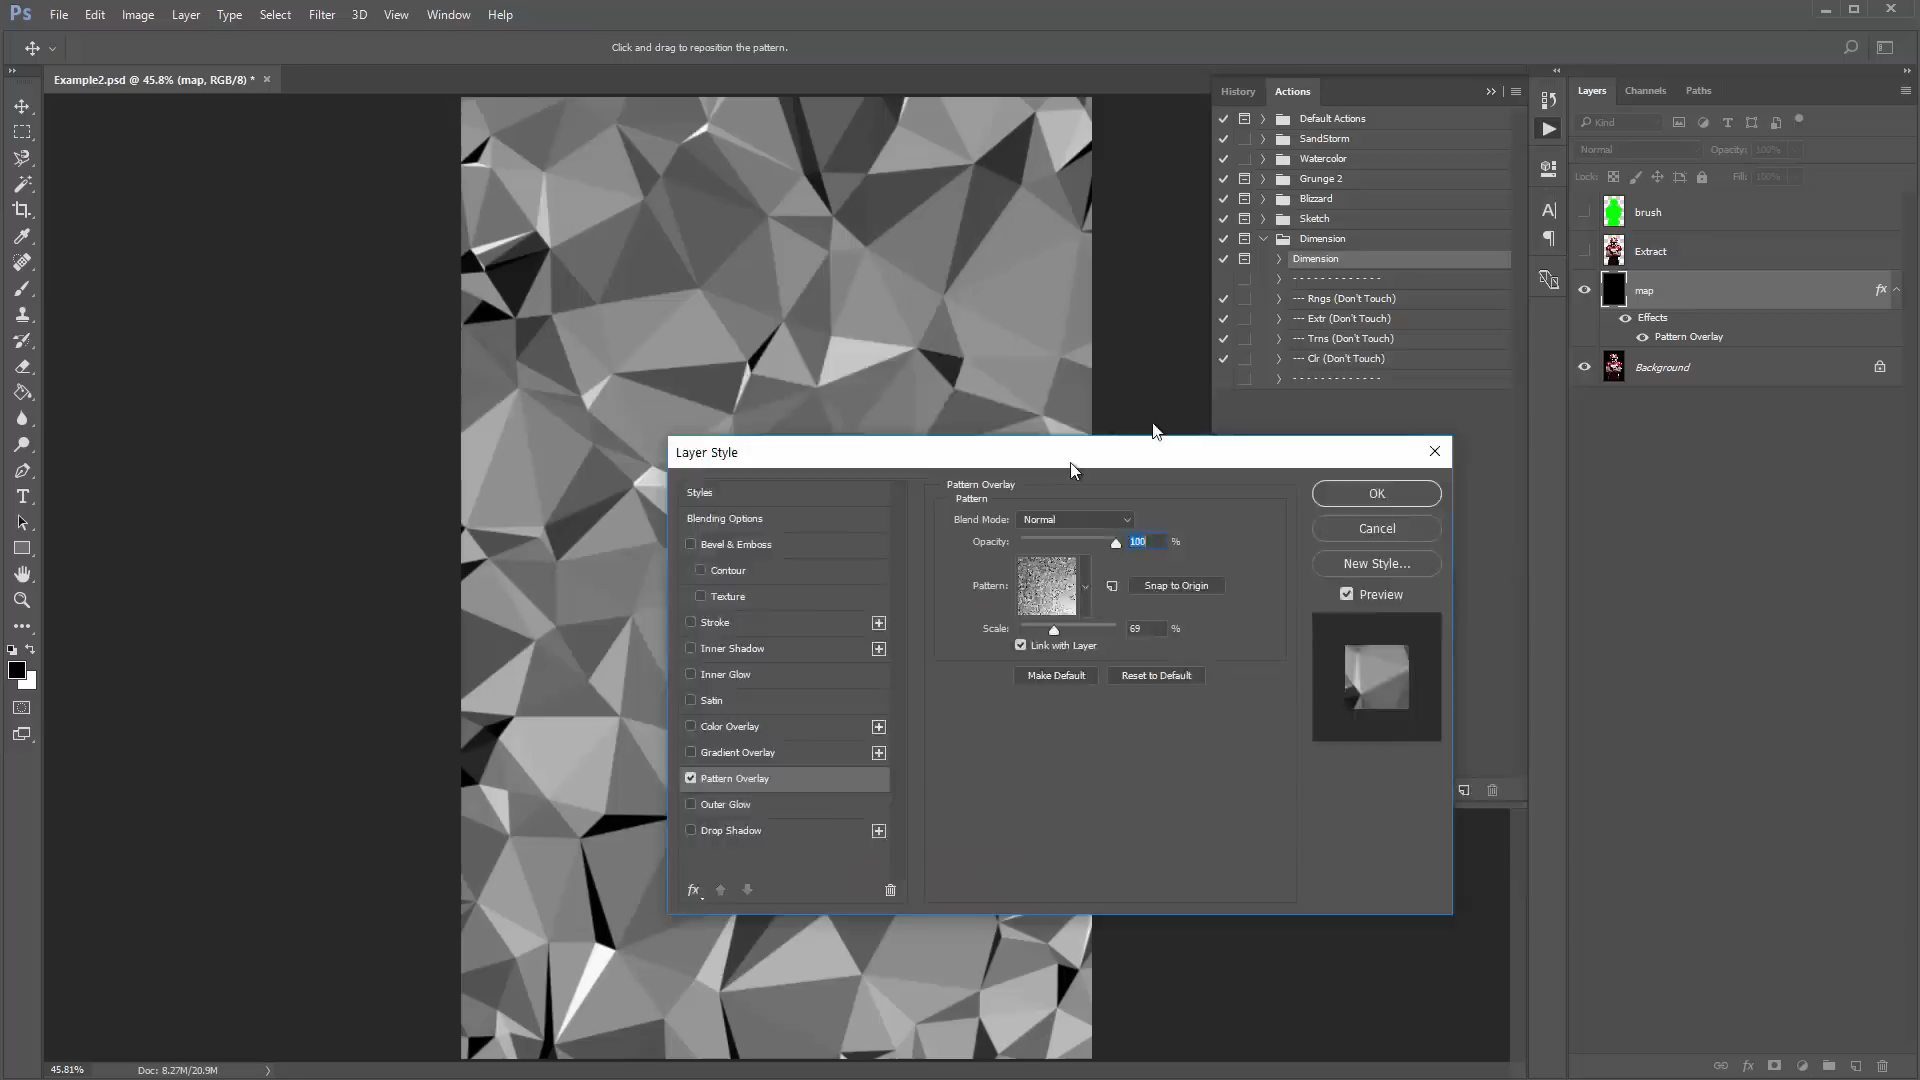 Ps File Edit Image Layer Type Select Filter 3D View Window Help
Click and drag to reposition the pattern.
Example2.psd @ 45.8% (map, RGB/8) *
History Actions
Default Actions
SandStorm
Watercolor
Grunge 2
Blizzard
Sketch
Dimension
Dimension
- - - - - - - - - - - - -
--- Rngs (Don't Touch)
--- Extr (Don't Touch)
--- Trns (Don't Touch)
--- Clr (Don't Touch)
- - - - - - - - - - - - -
Layers Channels Paths
Kind
Normal Opacity: 100%
Lock: Fill: 100%
brush
Extract
map fx
Effects
Pattern Overlay
Background
Layer Style
Styles
Blending Options
Bevel & Emboss
Contour
Texture
Stroke
Inner Shadow
Inner Glow
Satin
Color Overlay
Gradient Overlay
Pattern Overlay
Outer Glow
Drop Shadow
fx
Pattern Overlay
Pattern
Blend Mode: Normal
Opacity: 100 %
Pattern: Snap to Origin
Scale: 69 %
Link with Layer
Make Default Reset to Default
OK
Cancel
New Style...
Preview
45.81% Doc: 8.27M/20.9M
fx